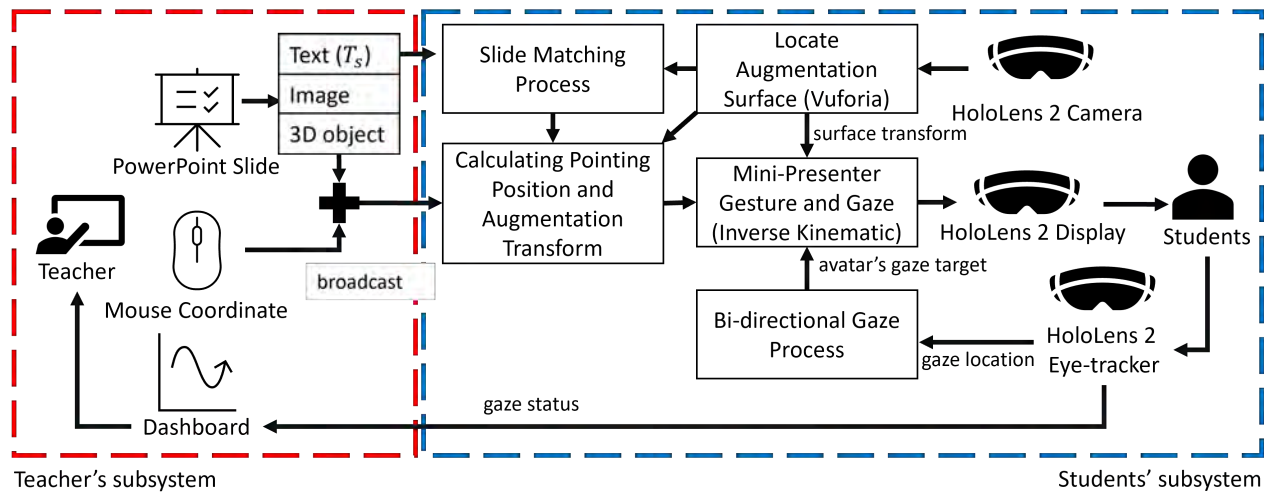 Text (Tₛ)
Image
3D object
PowerPoint Slide
Teacher
Mouse Coordinate
broadcast
Dashboard
Slide Matching
Process
Locate
Augmentation
Surface (Vuforia)
HoloLens 2 Camera
surface transform
Calculating Pointing
Position and
Augmentation
Transform
Mini-Presenter
Gesture and Gaze
(Inverse Kinematic)
HoloLens 2 Display
Students
avatar's gaze target
Bi-directional Gaze
Process
gaze location
HoloLens 2
Eye-tracker
gaze status
Teacher's subsystem
Students' subsystem